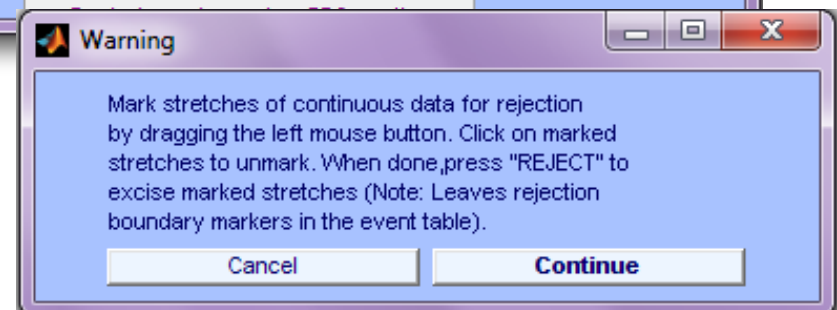 Warning
Mark stretches of continuous data for rejection
by dragging the left mouse button. Click on marked
stretches to unmark. When done,press "REJECT" to
excise marked stretches (Note: Leaves rejection
boundary markers in the event table).
Cancel Continue